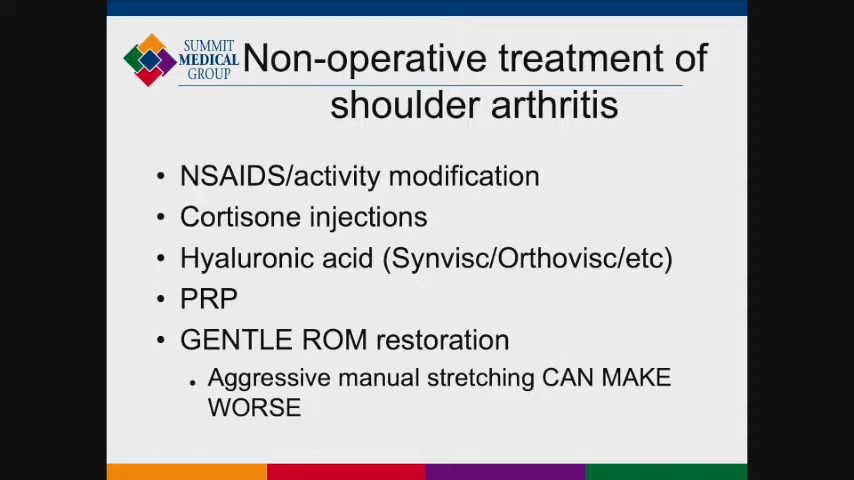 SUMMIT
MEDICAL
GROUP
Non-operative treatment of
shoulder arthritis
• NSAIDS/activity modification
• Cortisone injections
• Hyaluronic acid (Synvisc/Orthovisc/etc)
• PRP
• GENTLE ROM restoration
• Aggressive manual stretching CAN MAKE
WORSE